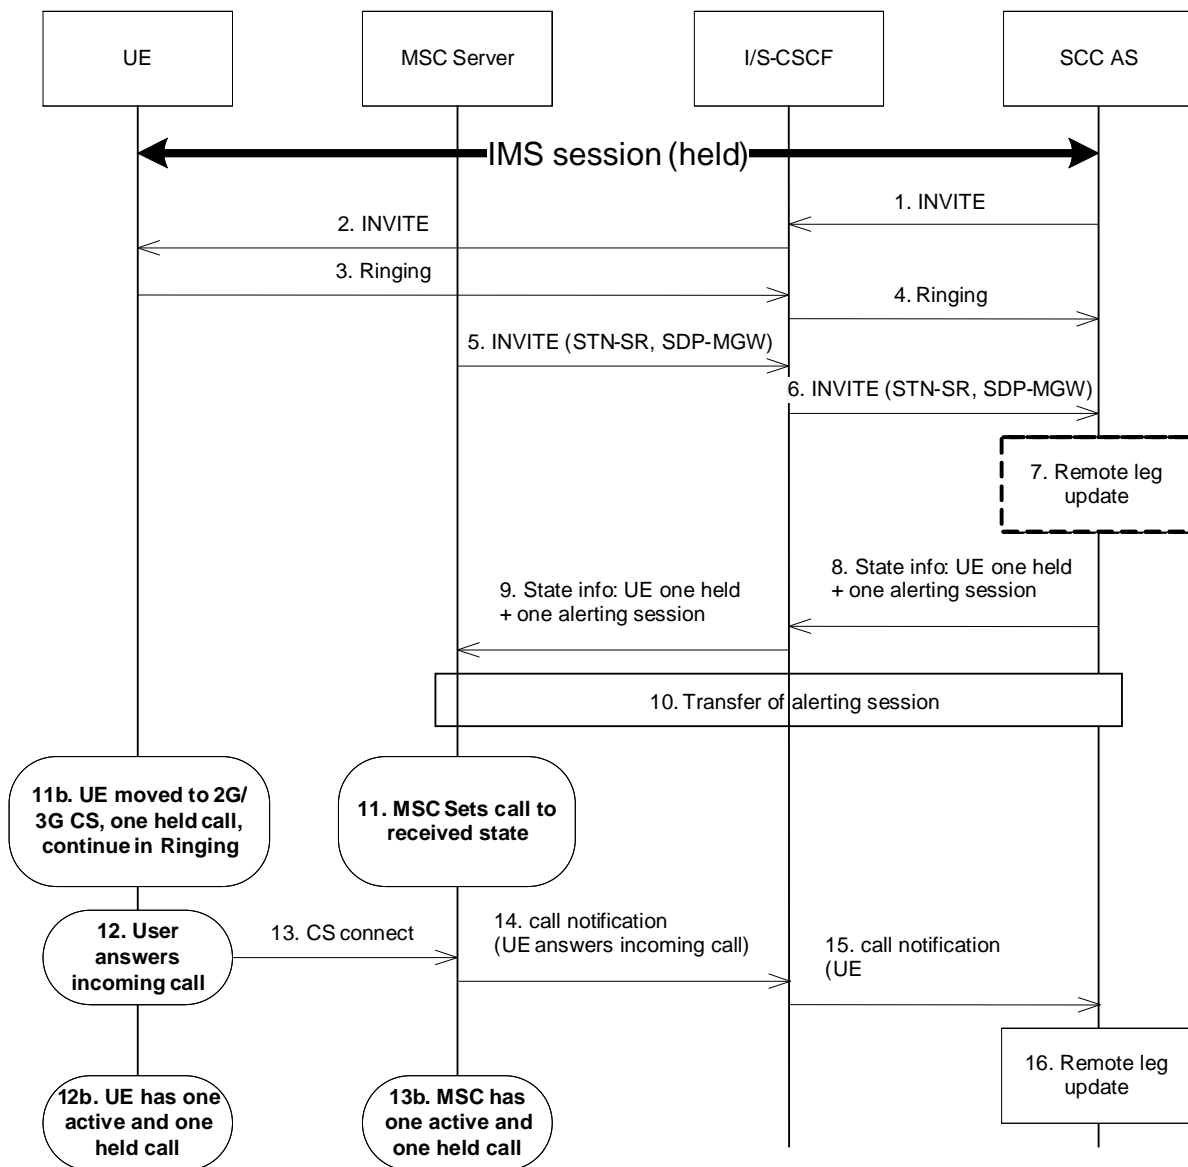 UE
MSC Server
I/S-CSCF
SCC AS
IMS session (held)
1. INVITE
2. INVITE
3. Ringing
4. Ringing
5. INVITE (STN-SR, SDP-MGW)
6. INVITE (STN-SR, SDP-MGW)
7. Remote leg
update
8. State info: UE one held
+ one alerting session
9. State info: UE one held
+ one alerting session
10. Transfer of alerting session
11b. UE moved to 2G/
3G CS, one held call,
continue in Ringing
11. MSC Sets call to
received state
12. User
answers
incoming call
13. CS connect
14. call notification
(UE answers incoming call)
15. call notification
(UE
16. Remote leg
update
12b. UE has one
active and one
held call
13b. MSC has
one active and
one held call